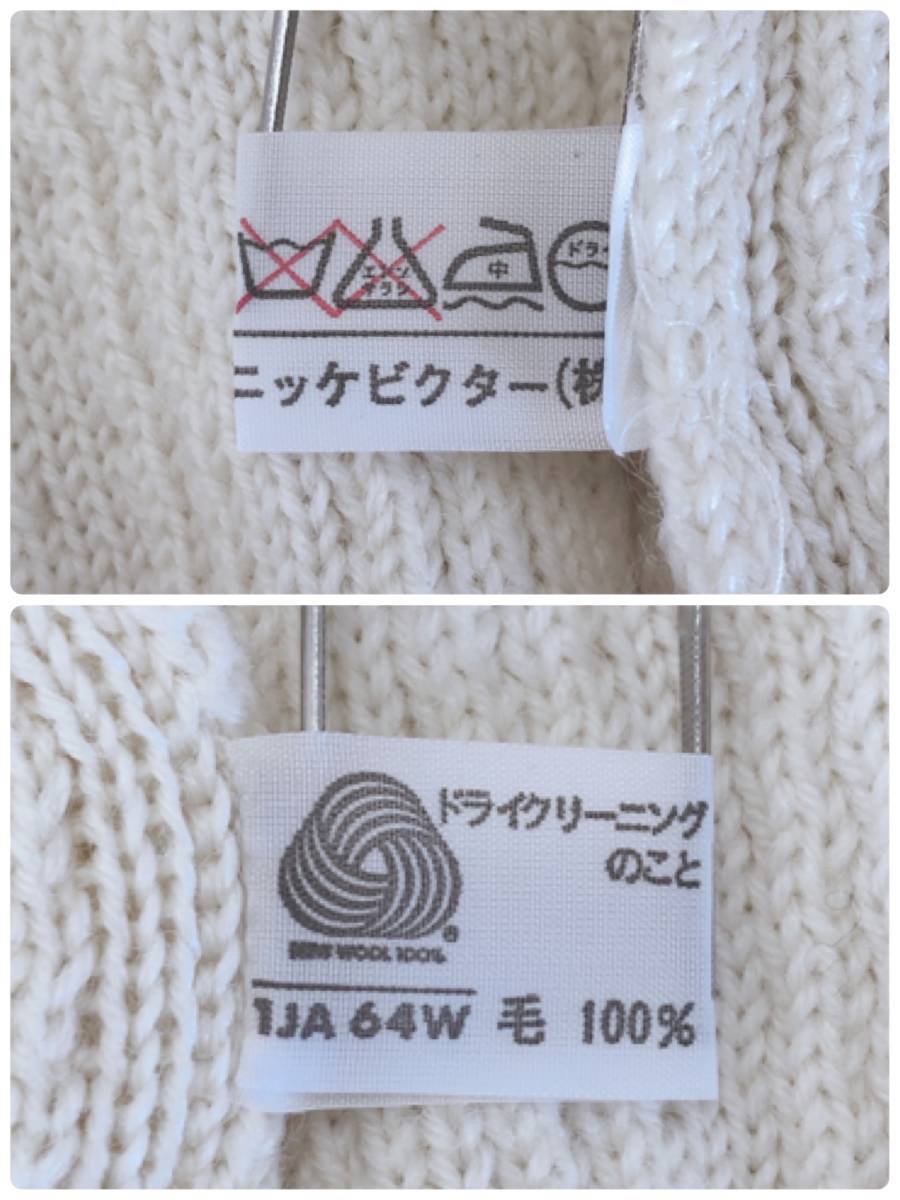 エンソ
サラシ
中
ドライ
ニッケビクター(株
ドライクリーニング
のこと
NEW WOOL 100%
1JA 64W 毛 100%